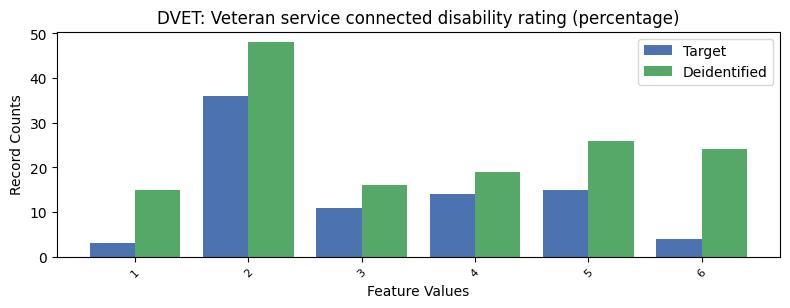 DVET: Veteran service connected disability rating (percentage)
50
40
30
20
10
0
Record Counts
Target
Deidentified
1 2 3 4 5 6
Feature Values